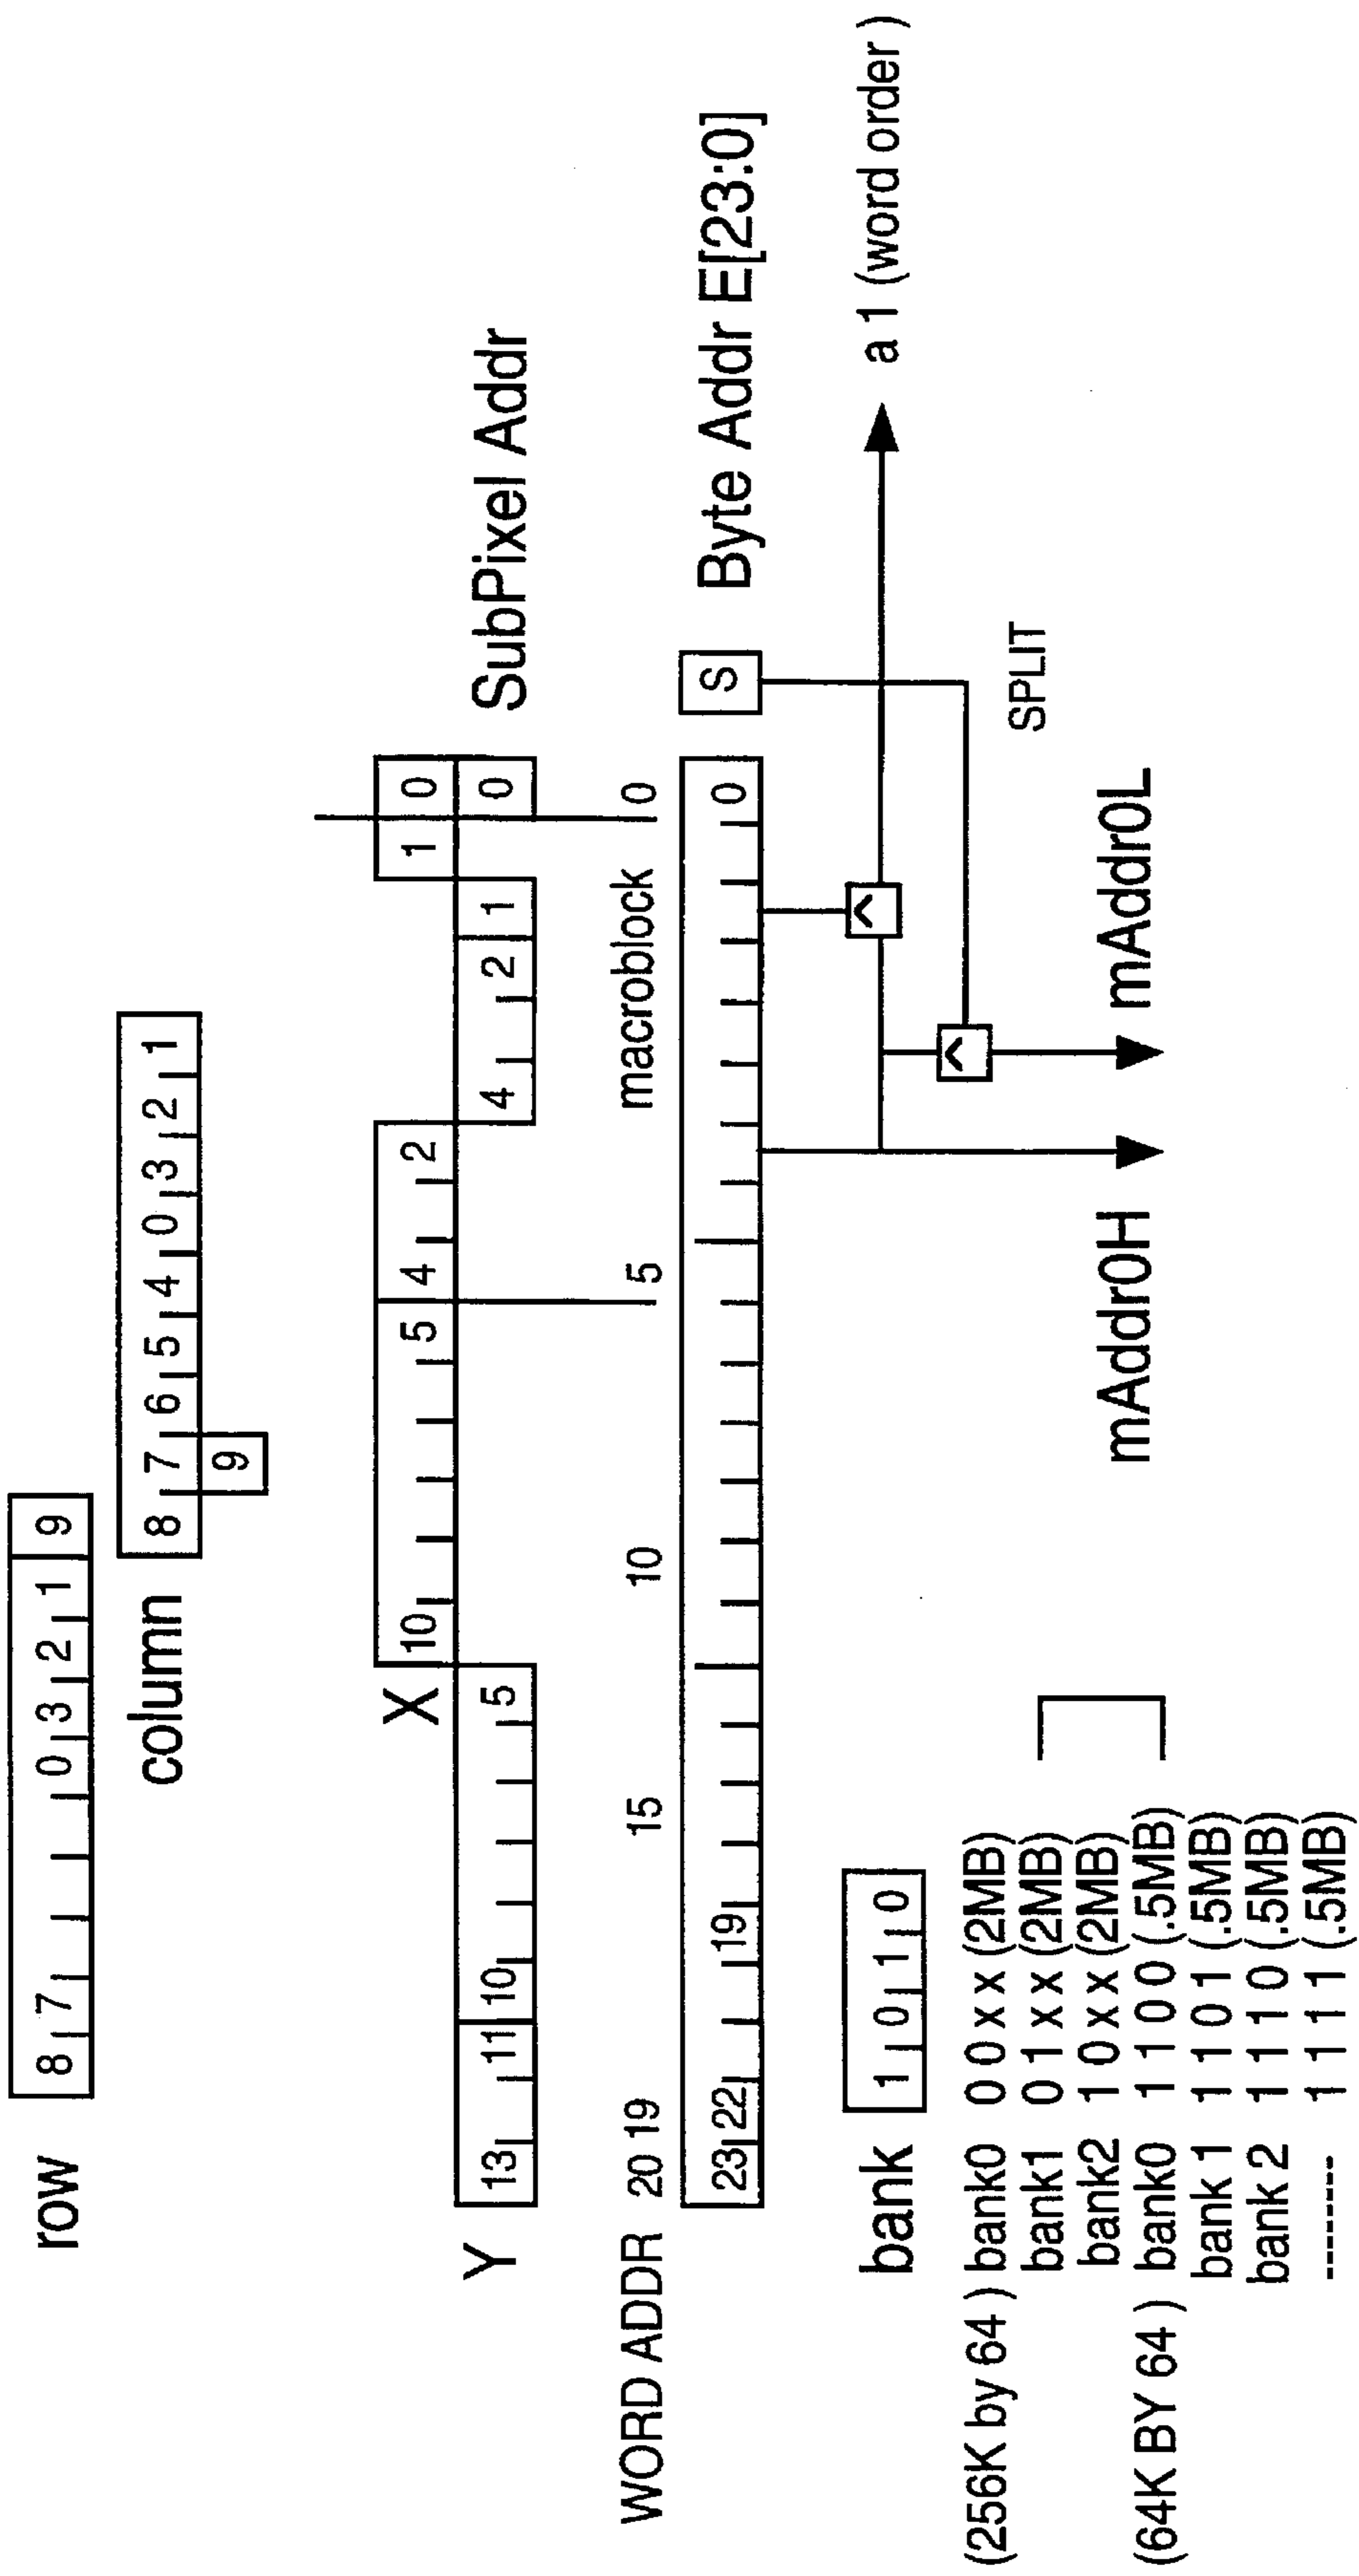 row 8 7 0 3 2 1 9
column 8 7 6 5 4 0 3 2 1
9
X 10 5 4 2 1 0
Y 13 11 10 5 4 2 1 0 SubPixel Addr
WORD ADDR 20 19 15 10 5 macroblock 0
23 22 19 0 S Byte Addr E[23:0]
bank 1 0 1 0
a 1 (word order )
(256K by 64 ) bank0 0 0 x x (2MB)
bank1 0 1 x x (2MB)
bank2 1 0 x x (2MB)
(64K BY 64 ) bank0 1 1 0 0 (.5MB)
bank 1 1 1 0 1 (.5MB)
bank 2 1 1 1 0 (.5MB)
------- 1 1 1 1 (.5MB)
SPLIT
mAddr0H mAddr0L